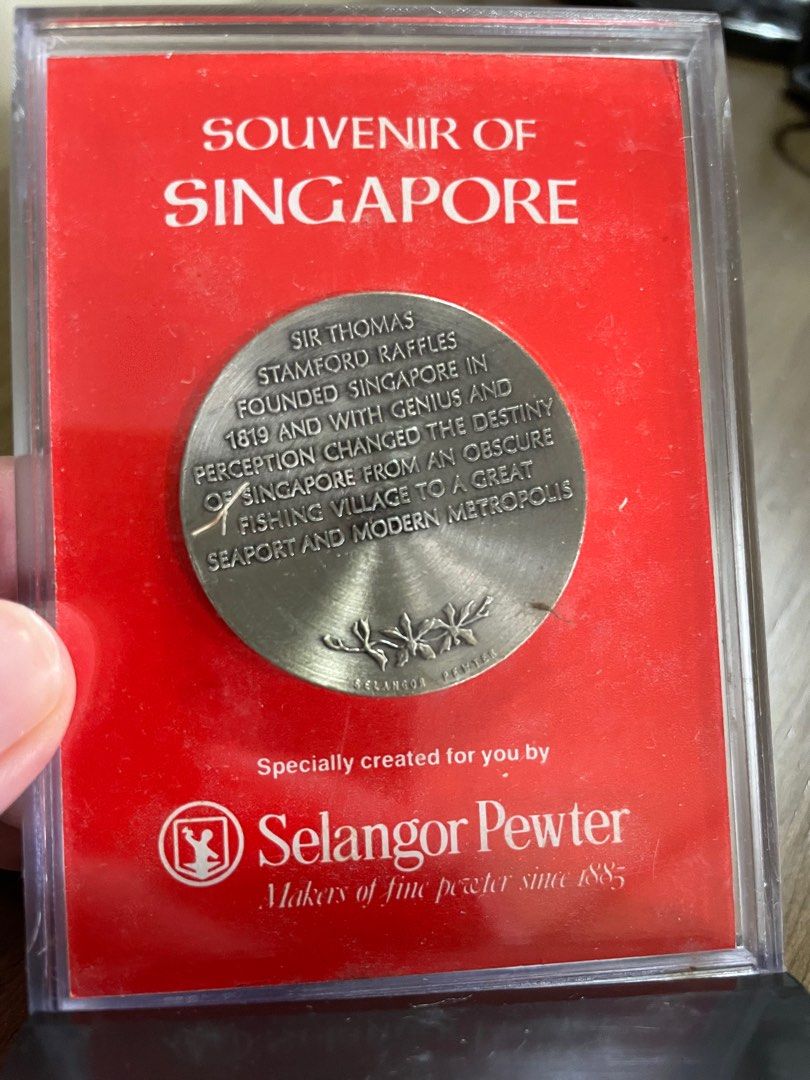 SOUVENIR OF
SINGAPORE
SIR THOMAS
STAMFORD RAFFLES
FOUNDED SINGAPORE IN
1819 AND WITH GENIUS AND
PERCEPTION CHANGED THE DESTINY
OF SINGAPORE FROM AN OBSCURE
FISHING VILLAGE TO A GREAT
SEAPORT AND MODERN METROPOLIS
SELANGOR PEWTER
Specially created for you by
Selangor Pewter
Makers of fine pewter since 1885